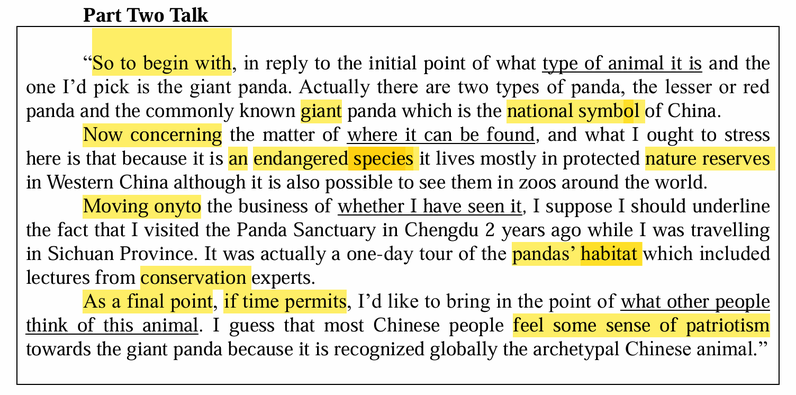 Part Two Talk
“So to begin with, in reply to the initial point of what type of animal it is and the
one I’d pick is the giant panda. Actually there are two types of panda, the lesser or red
panda and the commonly known giant panda which is the national symbol of China.
Now concerning the matter of where it can be found, and what I ought to stress
here is that because it is an endangered species it lives mostly in protected nature reserves
in Western China although it is also possible to see them in zoos around the world.
Moving onyto the business of whether I have seen it, I suppose I should underline
the fact that I visited the Panda Sanctuary in Chengdu 2 years ago while I was travelling
in Sichuan Province. It was actually a one-day tour of the pandas’ habitat which included
lectures from conservation experts.
As a final point, if time permits, I’d like to bring in the point of what other people
think of this animal. I guess that most Chinese people feel some sense of patriotism
towards the giant panda because it is recognized globally the archetypal Chinese animal.”